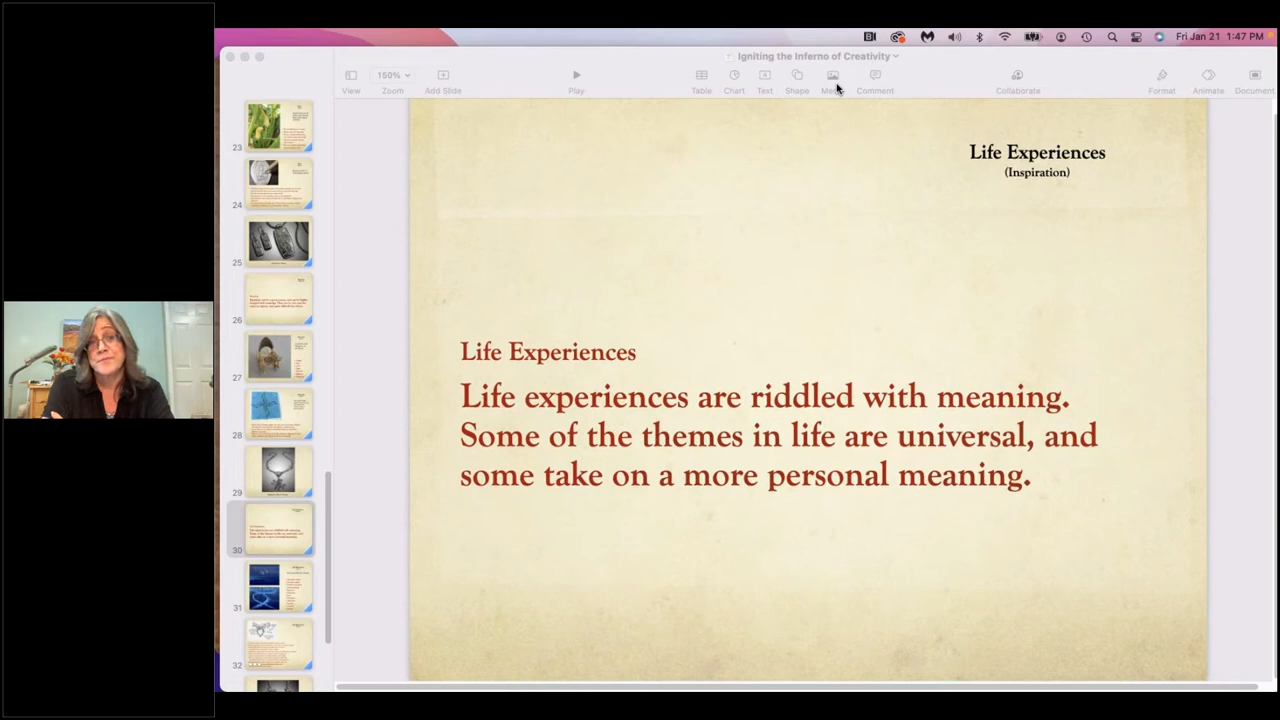 Fri Jan 21 1:47 PM
Igniting the Inferno of Creativity
150%
View
Zoom
Add Slide
Play
Table
Chart
Text
Shape
Comment
Collaborate
Format
Animate
Document
23
24
25
26
27
28
29
30
31
32
Life Experiences
(Inspiration)
Life Experiences
Life experiences are riddled with meaning.
Some of the themes in life are universal, and
some take on a more personal meaning.